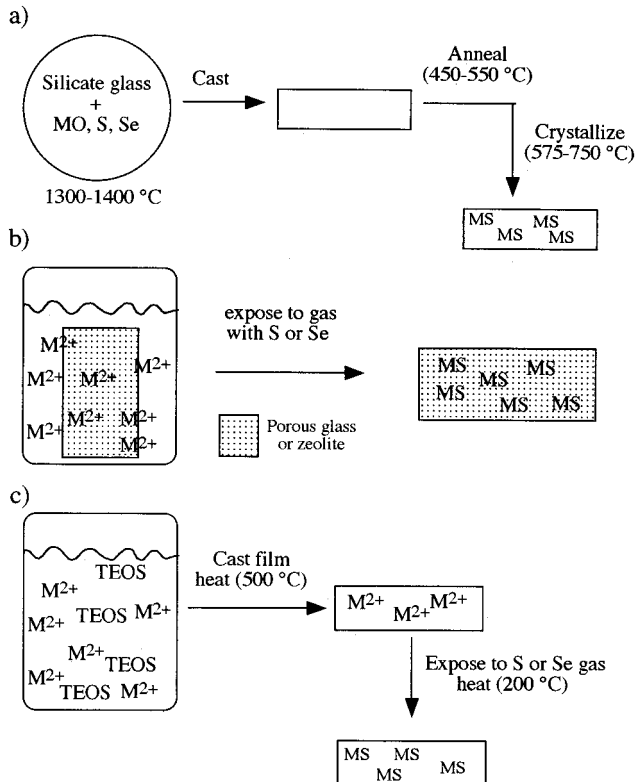 a)
Silicate glass
+
MO, S, Se
1300-1400 °C
Cast
Anneal
(450-550 °C)
Crystallize
(575-750 °C)
MS
MS
MS
MS
b)
M2+
M2+
M2+
M2+
M2+
M2+
M2+
M2+
expose to gas
with S or Se
Porous glass
or zeolite
MS
MS
MS
MS
MS
MS
c)
TEOS
M2+
M2+
TEOS
M2+
M2+
TEOS
M2+
TEOS
M2+
Cast film
heat (500 °C)
M2+
M2+
M2+
Expose to S or Se gas
heat (200 °C)
MS
MS
MS
MS